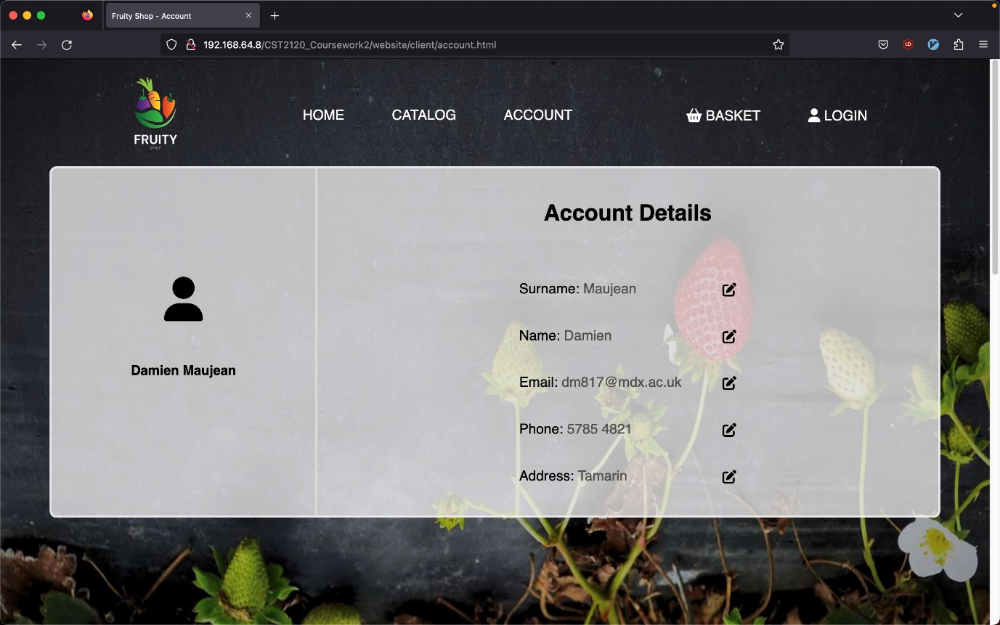 Fruity Shop - Account
192.168.64.8/CST2120_Coursework2/website/client/account.html
FRUITY
SHOP
HOME
CATALOG
ACCOUNT
BASKET
LOGIN
Damien Maujean
Account Details
Surname: Maujean
Name: Damien
Email: dm817@mdx.ac.uk
Phone: 5785 4821
Address: Tamarin